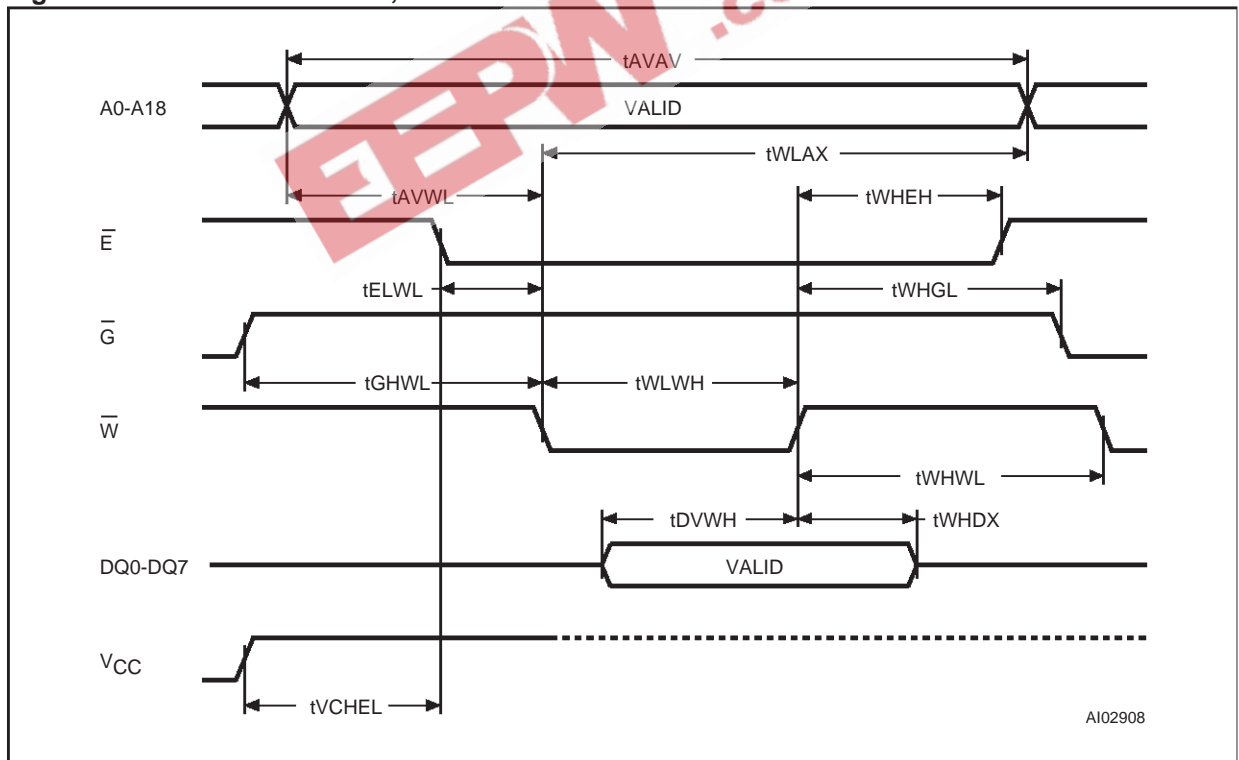 EEPW
tAVAV
A0-A18
VALID
tWLAX
tAVWL
tWHEH
E̅
tELWL
tWHGL
G̅
tGHWL
tWLWH
W̅
tWHWL
tDVWH
tWHDX
DQ0-DQ7
VALID
VCC
tVCHEL
AI02908